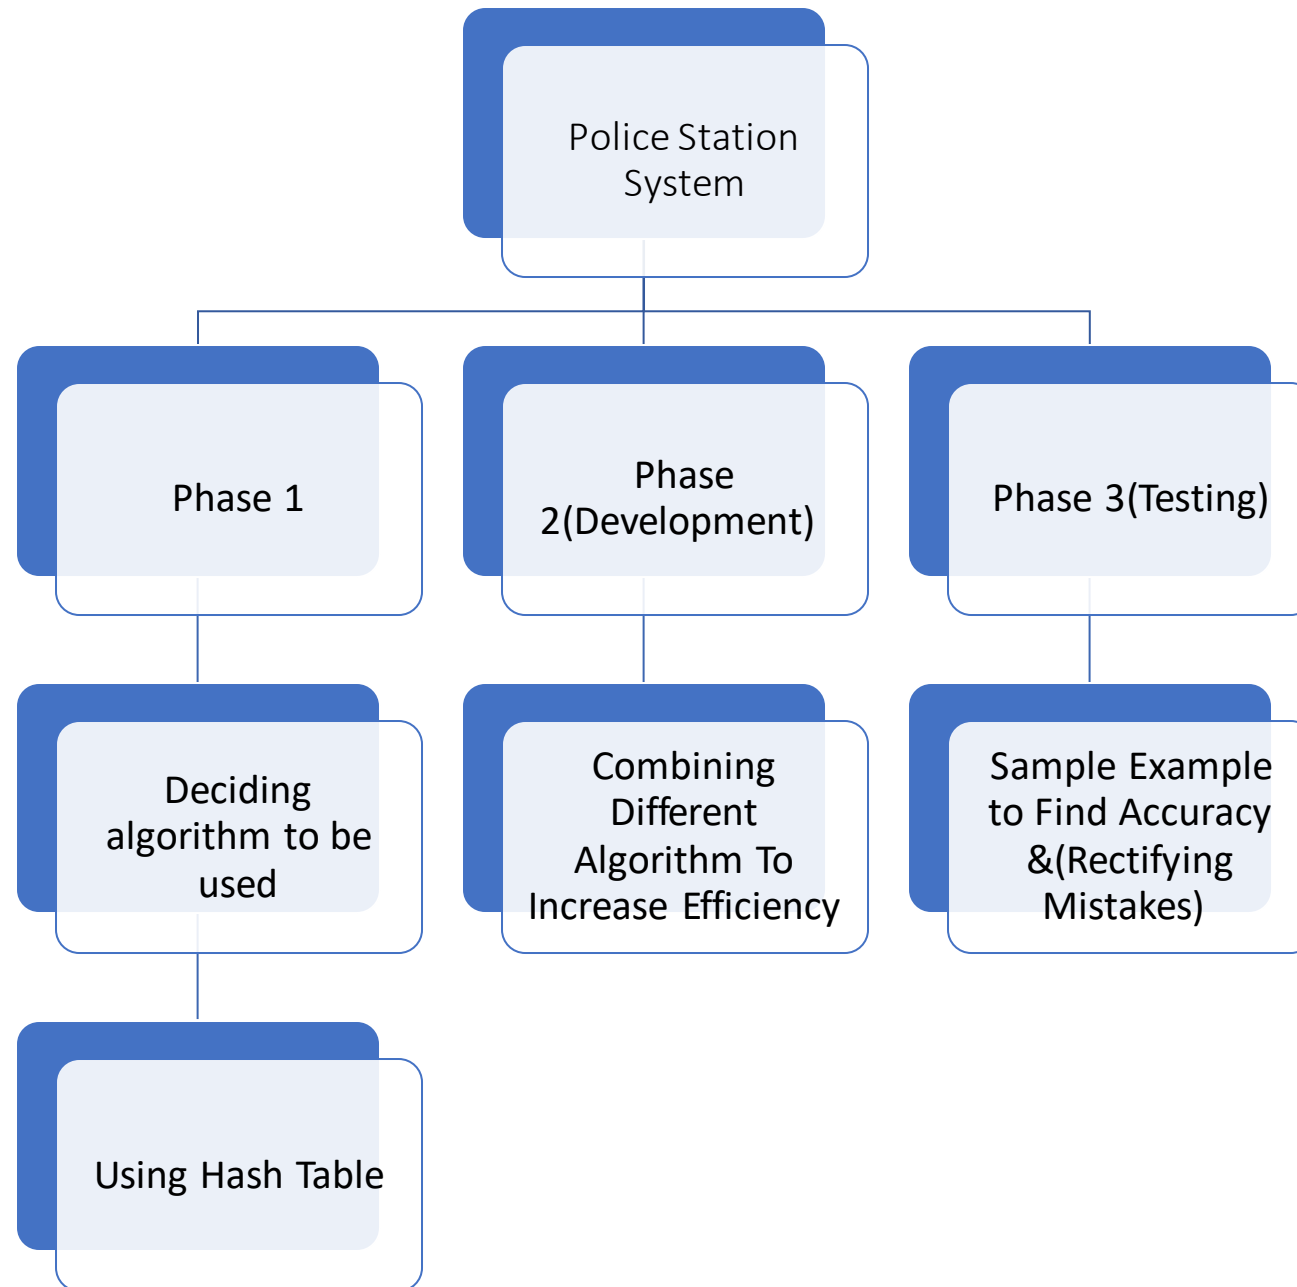 Police Station
System
Phase 1
Phase
2(Development)
Phase 3(Testing)
Deciding
algorithm to be
used
Combining
Different
Algorithm To
Increase Efficiency
Sample Example
to Find Accuracy
&(Rectifying
Mistakes)
Using Hash Table